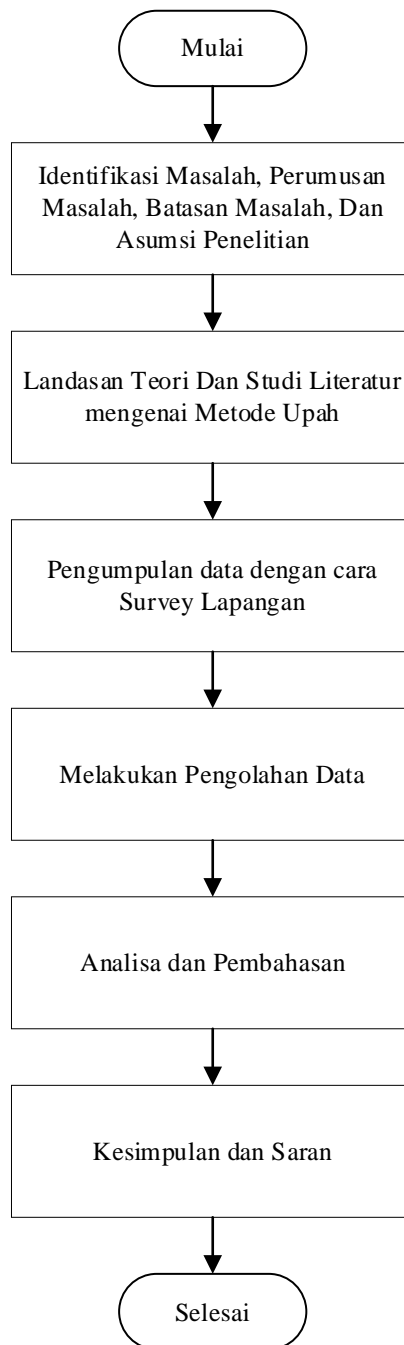 Mulai
Identifikasi Masalah, Perumusan
Masalah, Batasan Masalah, Dan
Asumsi Penelitian
Landasan Teori Dan Studi Literatur
mengenai Metode Upah
Pengumpulan data dengan cara
Survey Lapangan
Melakukan Pengolahan Data
Analisa dan Pembahasan
Kesimpulan dan Saran
Selesai